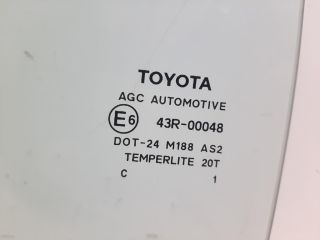 TOYOTA
AGC AUTOMOTIVE
E6 43R-00048
DOT-24 M188 AS2
TEMPERLITE 20T
C 1